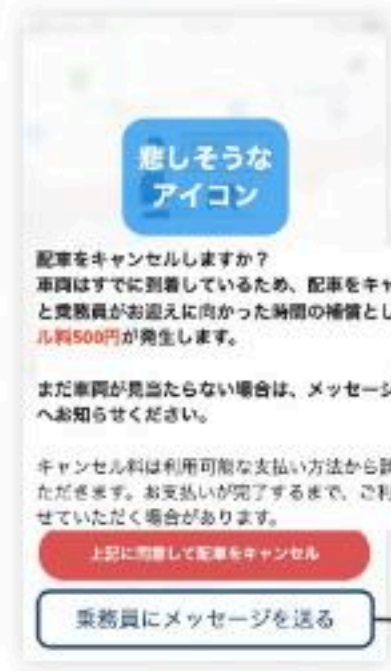 悲しそうな
アイコン
配車をキャンセルしますか？
車両はすでに到着しているため、配車をキャ
と乗務員がお迎えに向かった時間の補償とし
ル料500円が発生します。
まだ車両が見当たらない場合は、メッセージ
へお知らせください。
キャンセル料は利用可能な支払い方法から請
ただきます。お支払いが完了するまで、ご利
せていただく場合があります。
上記に同意して配車をキャンセル
乗務員にメッセージを送る